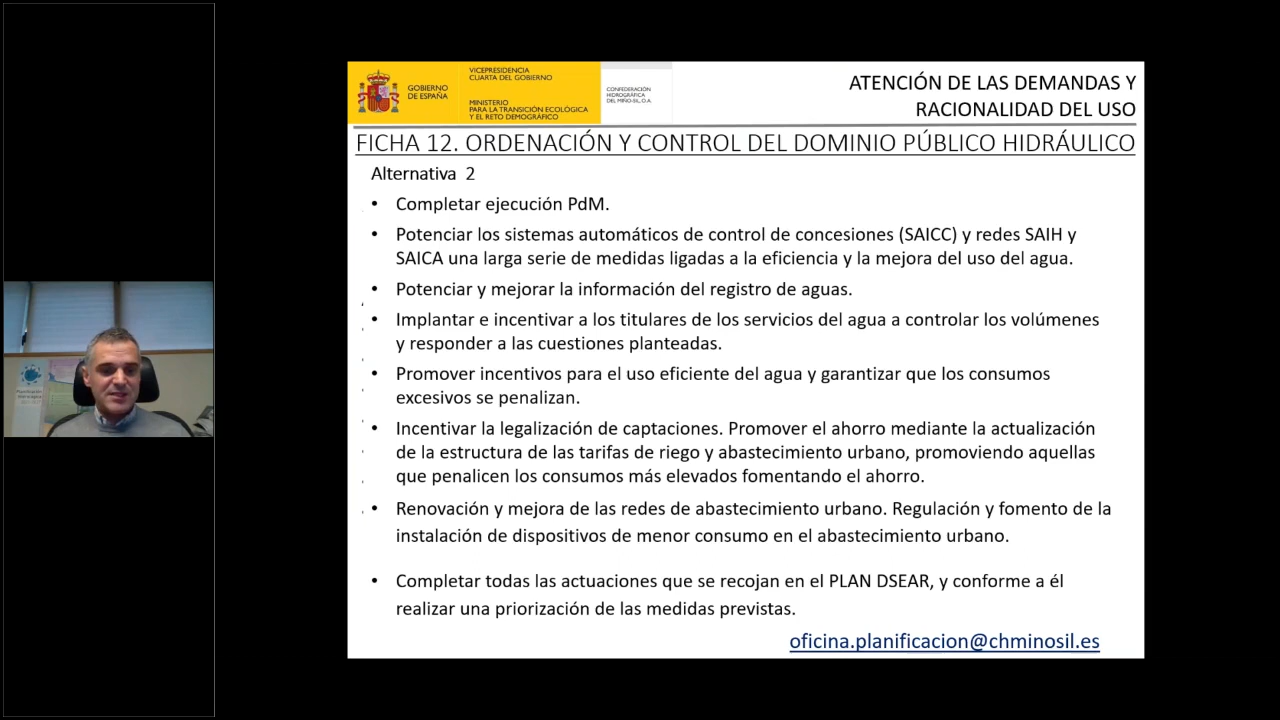 GOBIERNO
DE ESPAÑA
VICEPRESIDENCIA
CUARTA DEL GOBIERNO
MINISTERIO
PARA LA TRANSICIÓN ECOLÓGICA
Y EL RETO DEMOGRÁFICO
CONFEDERACIÓN
HIDROGRÁFICA
DEL MIÑO-SIL, O.A.
ATENCIÓN DE LAS DEMANDAS Y
RACIONALIDAD DEL USO
FICHA 12. ORDENACIÓN Y CONTROL DEL DOMINIO PÚBLICO HIDRÁULICO
Alternativa 2
• Completar ejecución PdM.
• Potenciar los sistemas automáticos de control de concesiones (SAICC) y redes SAIH y
SAICA una larga serie de medidas ligadas a la eficiencia y la mejora del uso del agua.
• Potenciar y mejorar la información del registro de aguas.
• Implantar e incentivar a los titulares de los servicios del agua a controlar los volúmenes
y responder a las cuestiones planteadas.
• Promover incentivos para el uso eficiente del agua y garantizar que los consumos
excesivos se penalizan.
• Incentivar la legalización de captaciones. Promover el ahorro mediante la actualización
de la estructura de las tarifas de riego y abastecimiento urbano, promoviendo aquellas
que penalicen los consumos más elevados fomentando el ahorro.
• Renovación y mejora de las redes de abastecimiento urbano. Regulación y fomento de la
instalación de dispositivos de menor consumo en el abastecimiento urbano.
• Completar todas las actuaciones que se recojan en el PLAN DSEAR, y conforme a él
realizar una priorización de las medidas previstas.
oficina.planificacion@chminosil.es